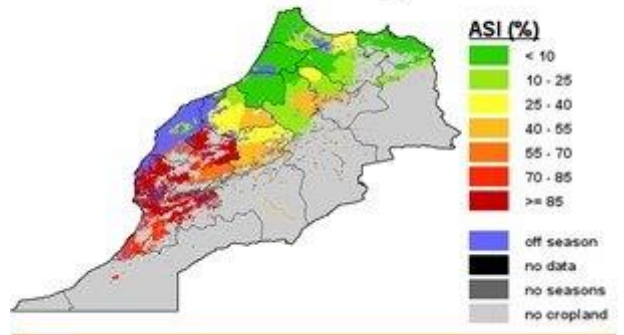 ASI (%)
< 10
10 - 25
25 - 40
40 - 55
55 - 70
70 - 85
>= 85
off season
no data
no seasons
no cropland